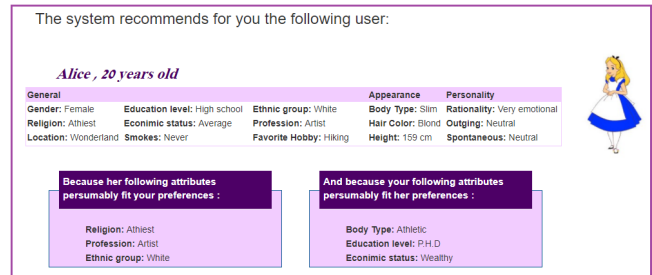 The system recommends for you the following user:
Alice , 20 years old
General Appearance Personality
Gender: Female Education level: High school Ethnic group: White Body Type: Slim Rationality: Very emotional
Religion: Athiest Econimic status: Average Profession: Artist Hair Color: Blond Outging: Neutral
Location: Wonderland Smokes: Never Favorite Hobby: Hiking Height: 159 cm Spontaneous: Neutral
Because her following attributes
persumably fit your preferences :
Religion: Athiest
Profession: Artist
Ethnic group: White
And because your following attributes
persumably fit her preferences :
Body Type: Athletic
Education level: P.H.D
Econimic status: Wealthy